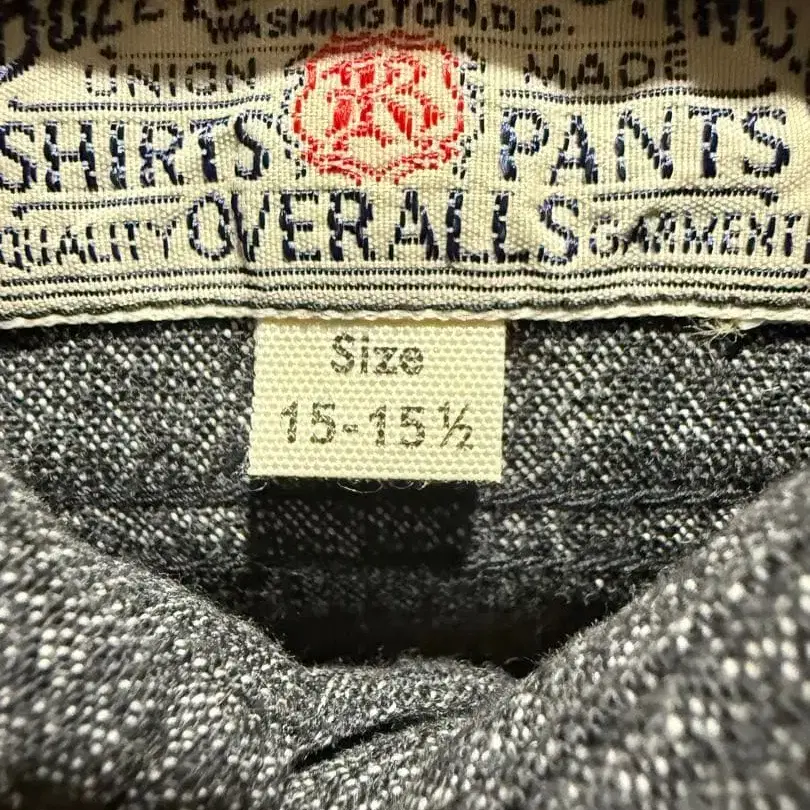 WASHINGTON.D.C.
UNION MADE
R
SHIRTS PANTS
QUALITY OVERALLS GARMENT
Size
15-15½